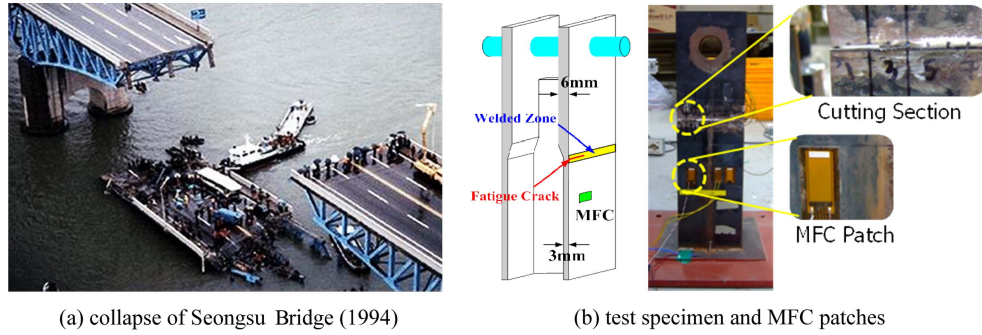 6mm
Welded Zone
Fatigue Crack
MFC
3mm
Cutting Section
MFC Patch
(a) collapse of Seongsu Bridge (1994)
(b) test specimen and MFC patches